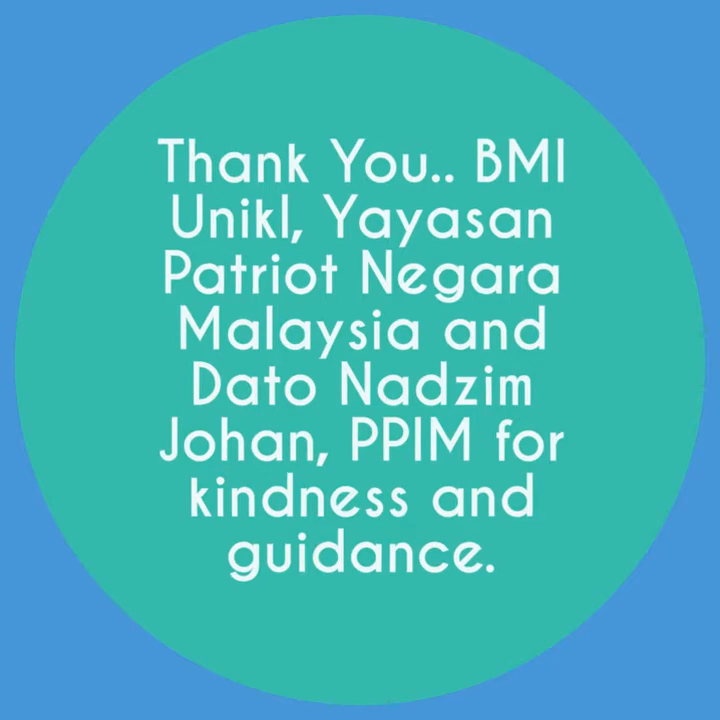 Thank You.. BMI
Unikl, Yayasan
Patriot Negara
Malaysia and
Dato Nadzim
Johan, PPIM for
kindness and
guidance.